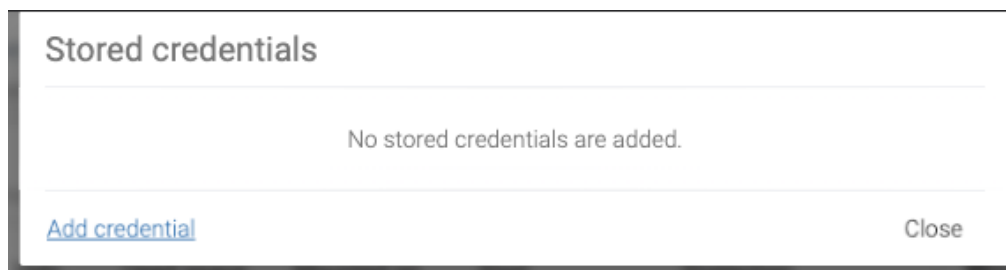 Stored credentials
No stored credentials are added.
Add credential
Close